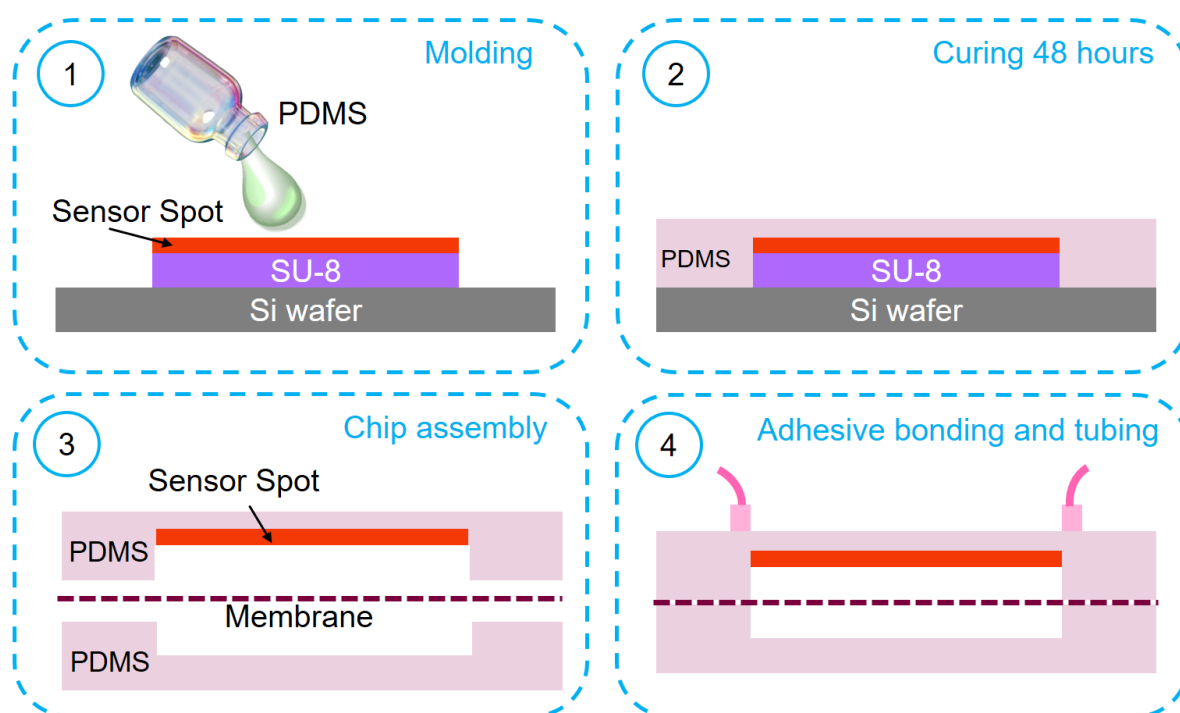 1
Molding
PDMS
Sensor Spot
SU-8
Si wafer
2
Curing 48 hours
PDMS
SU-8
Si wafer
3
Chip assembly
Sensor Spot
PDMS
Membrane
PDMS
4
Adhesive bonding and tubing